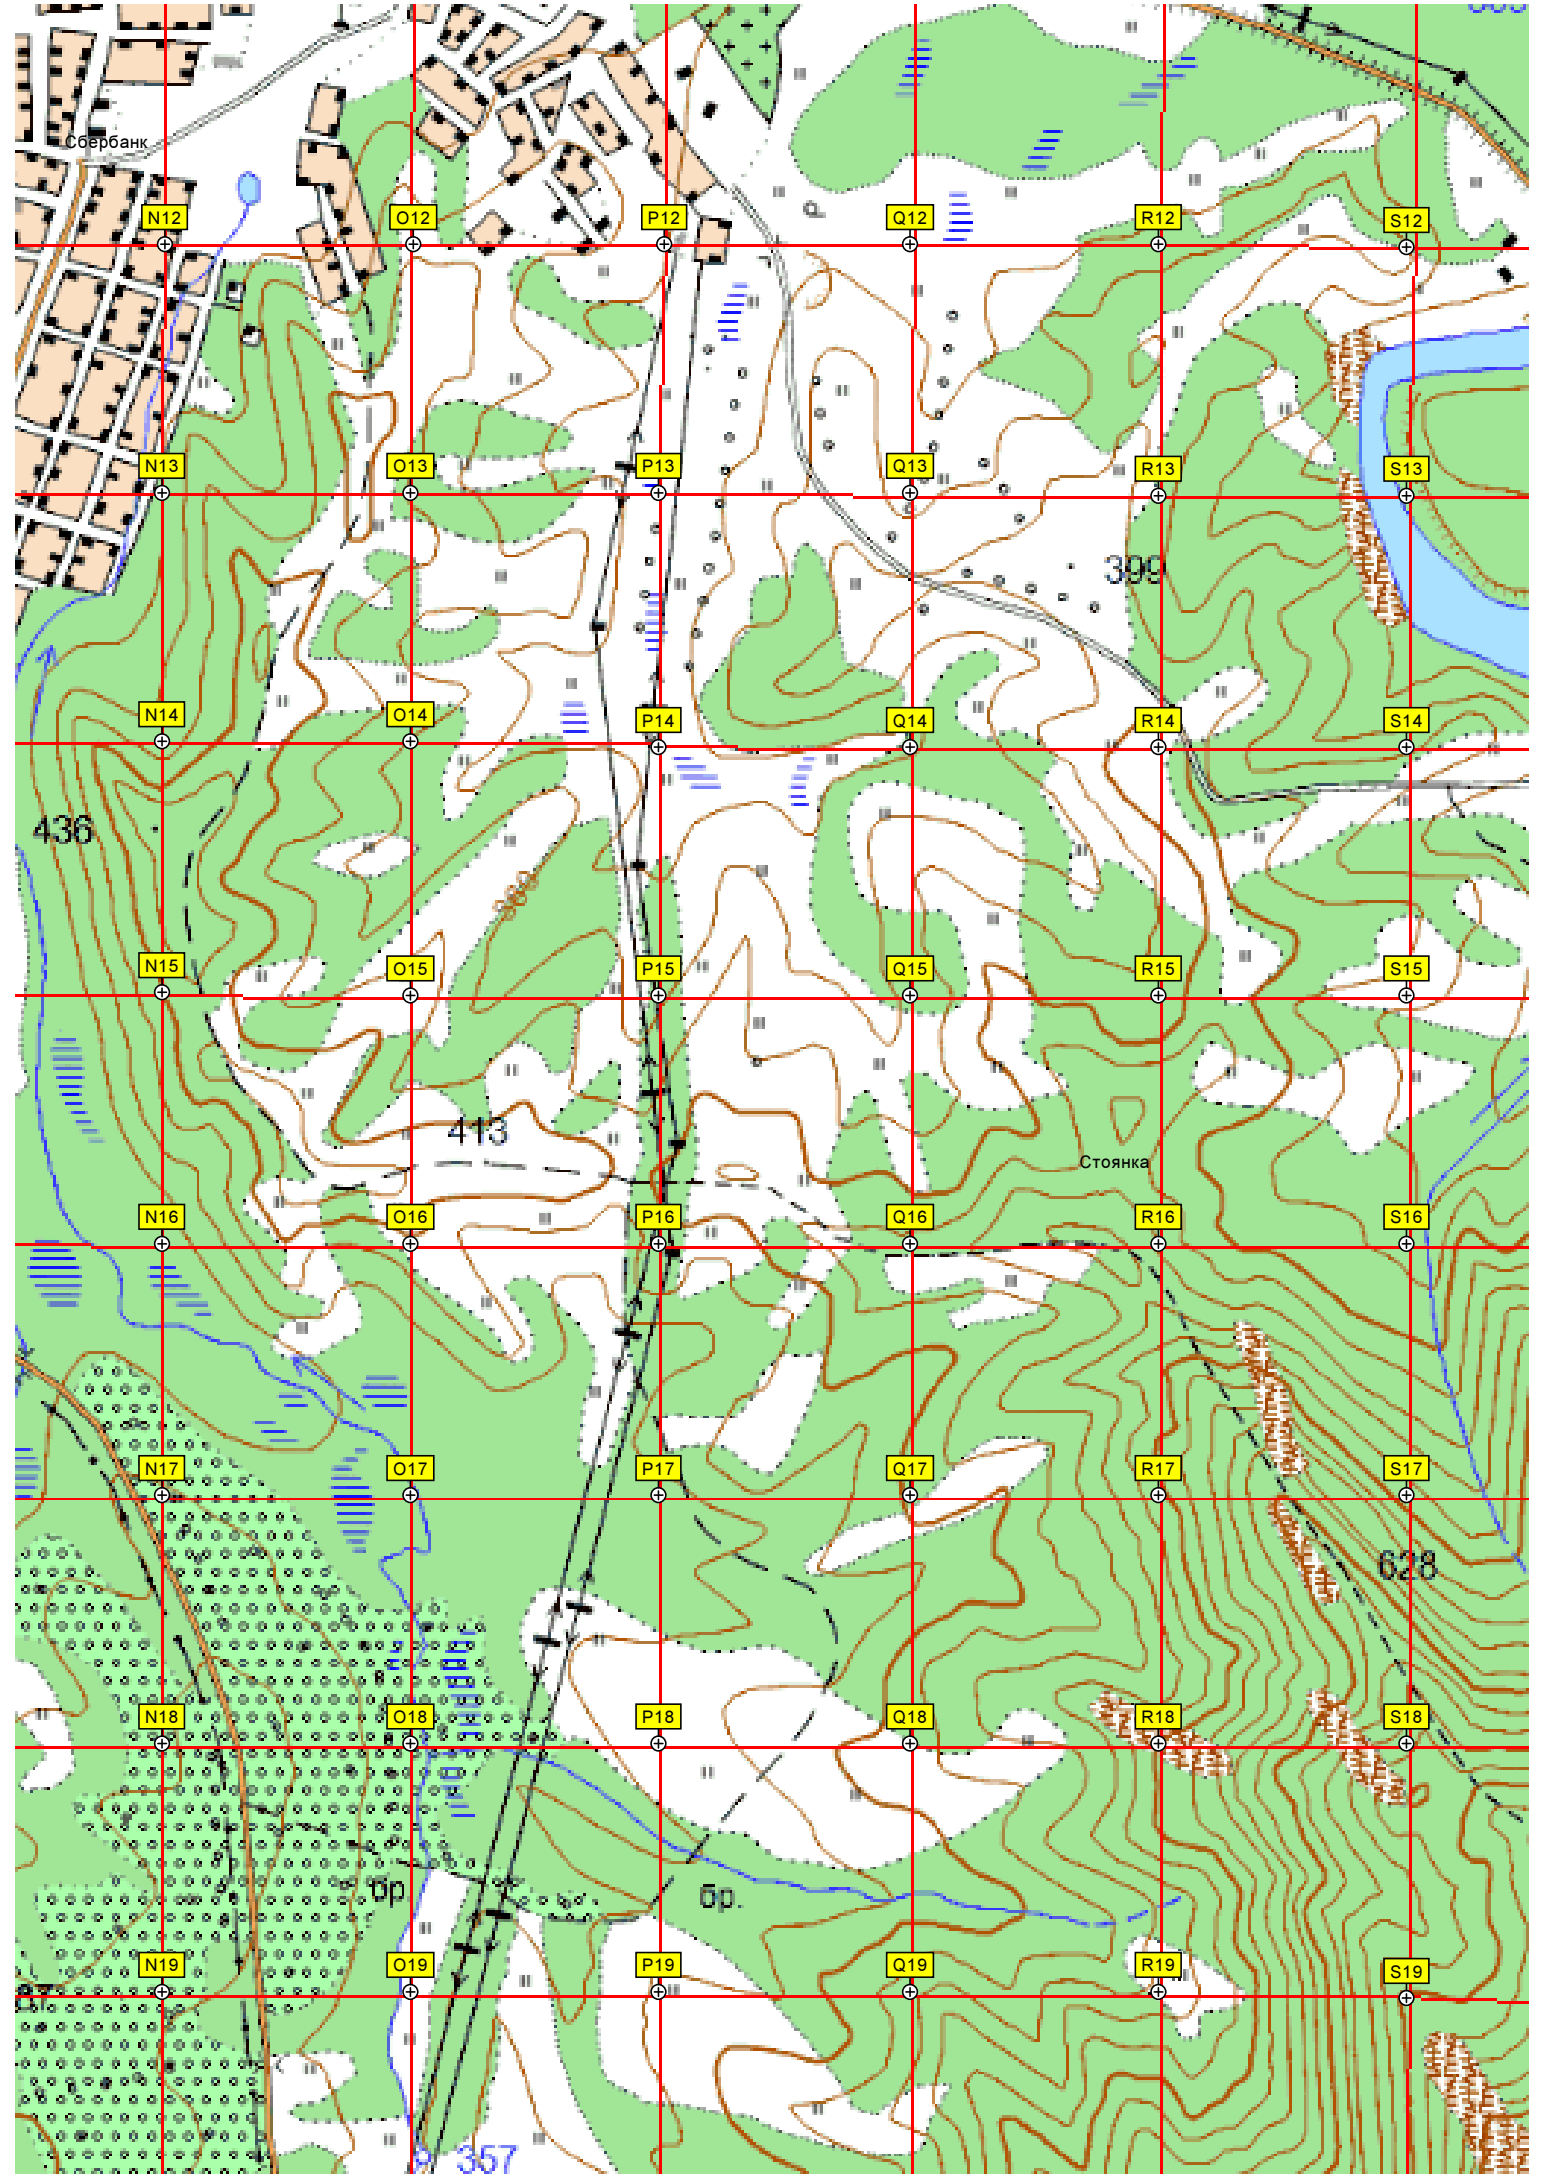 Сбербанк
N12 O12 P12 Q12 R12 S12
N13 O13 P13 Q13 R13 S13
399
N14 O14 P14 Q14 R14 S14
436
380
N15 O15 P15 Q15 R15 S15
413
Стоянка
N16 O16 P16 Q16 R16 S16
N17 O17 P17 Q17 R17 S17
628
N18 O18 P18 Q18 R18 S18
бр.
бр.
N19 O19 P19 Q19 R19 S19
87
357